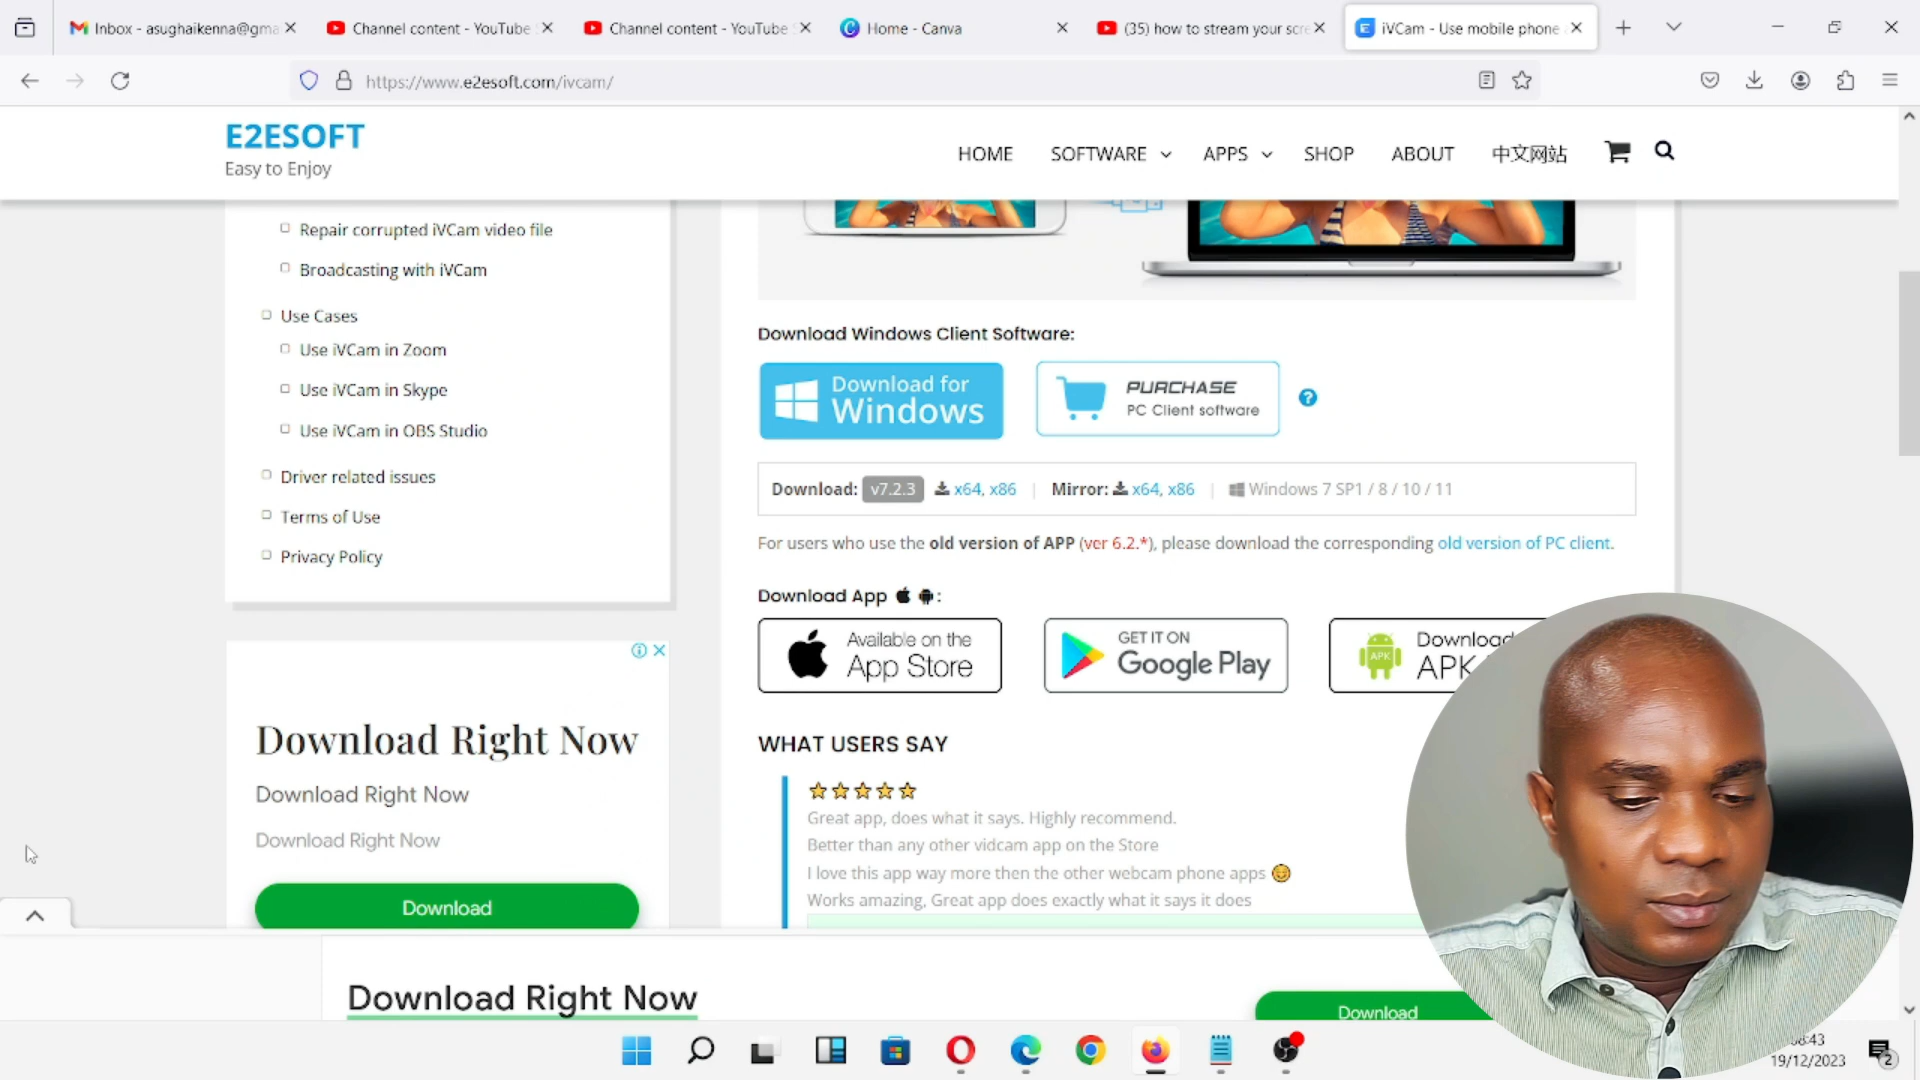 Inbox - asughaikenna@gma
Channel content - YouTube
Channel content - YouTube
Home - Canva
(35) how to stream your scre
iVCam - Use mobile phone
https://www.e2esoft.com/ivcam/
E2ESOFT
Easy to Enjoy
HOME SOFTWARE APPS SHOP ABOUT 中文网站
Repair corrupted iVCam video file
Broadcasting with iVCam
Use Cases
Use iVCam in Zoom
Use iVCam in Skype
Use iVCam in OBS Studio
Driver related issues
Terms of Use
Privacy Policy
Download Right Now
Download Right Now
Download Right Now
Download
Download Windows Client Software:
Download for
Windows
PURCHASE
PC Client software
?
Download: v7.2.3 x64, x86 | Mirror: x64, x86 | Windows 7 SP1 / 8 / 10 / 11
For users who use the old version of APP (ver 6.2.*), please download the corresponding old version of PC client.
Download App :
Available on the
App Store
GET IT ON
Google Play
APK
Download
APK
WHAT USERS SAY
Great app, does what it says. Highly recommend.
Better than any other vidcam app on the Store
I love this app way more then the other webcam phone apps
Works amazing, Great app does exactly what it says it does
Download Right Now
Download
19/12/2023
2